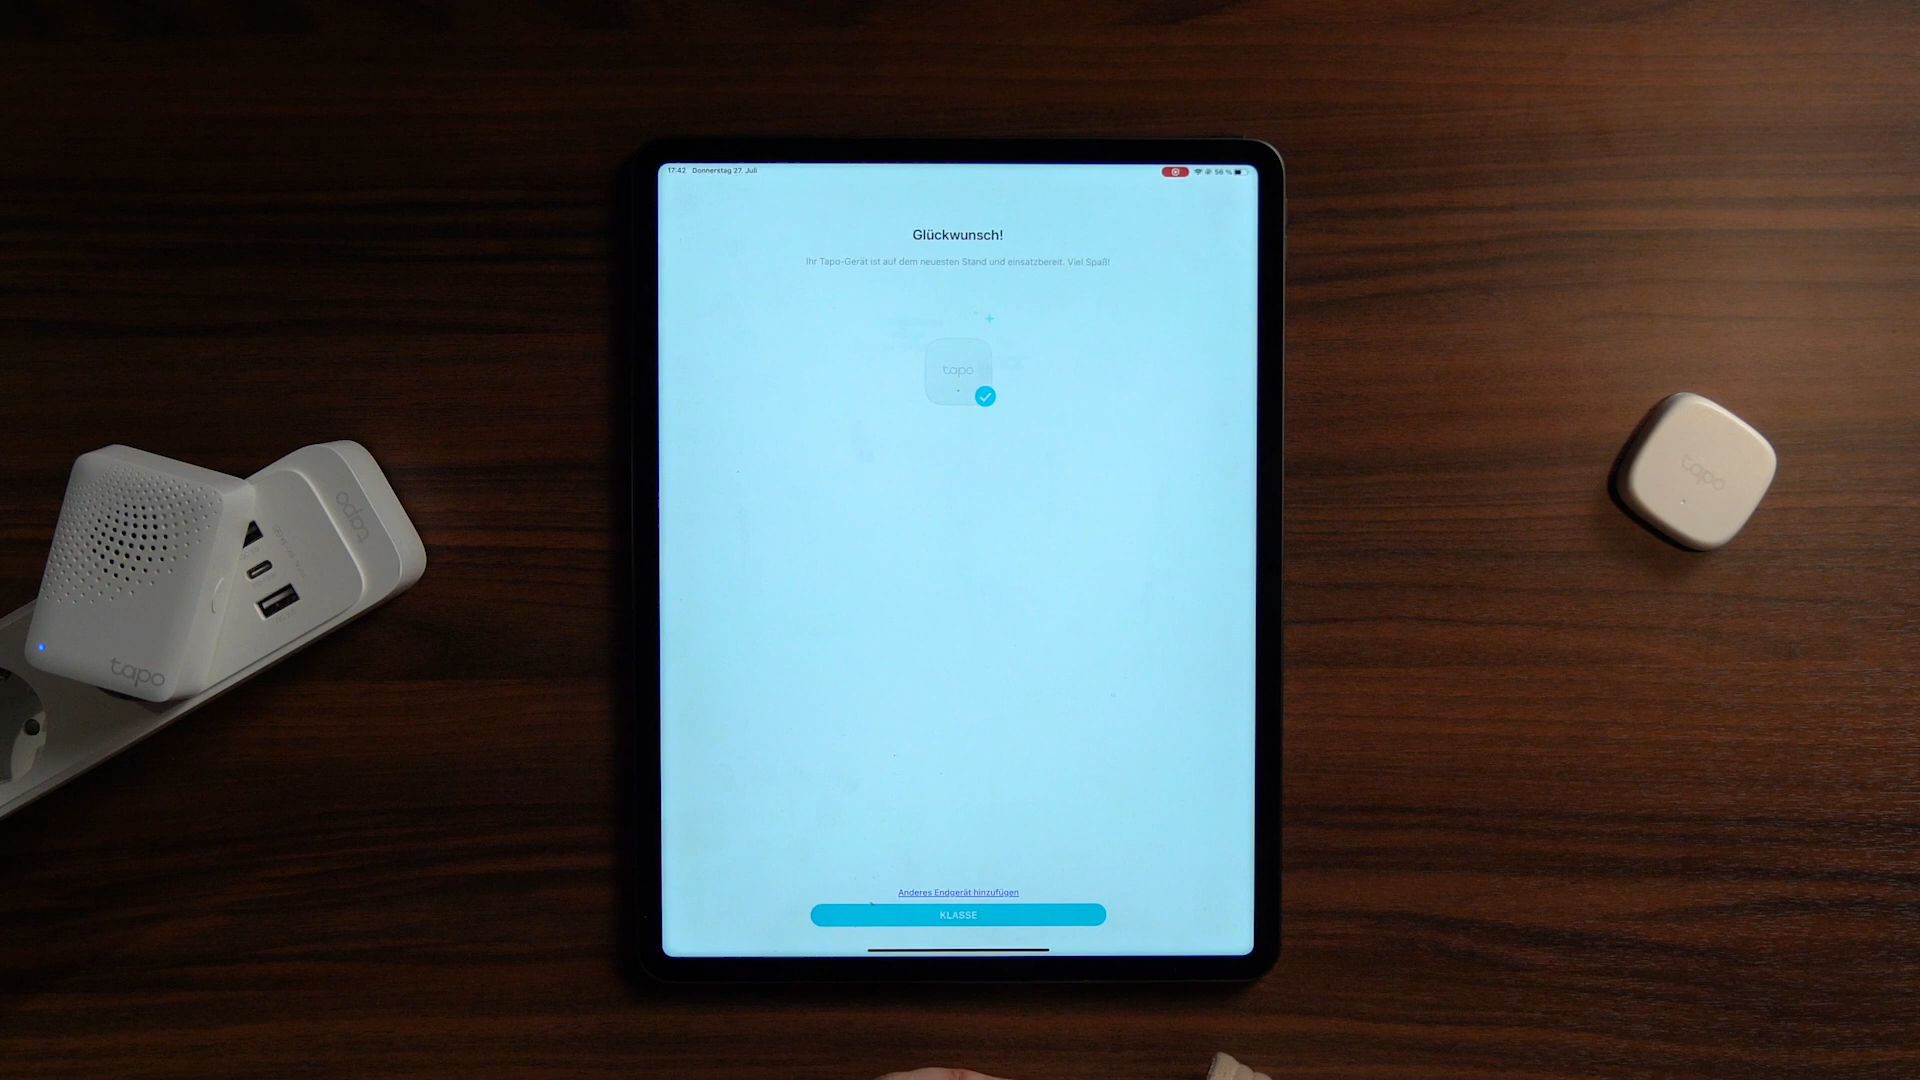 17:42 Donnerstag 27. Juli
56 %
Glückwunsch!
Ihr Tapo-Gerät ist auf dem neuesten Stand und einsatzbereit. Viel Spaß!
tapo
Anderes Endgerät hinzufügen
KLASSE
tapo
tapo
tapo